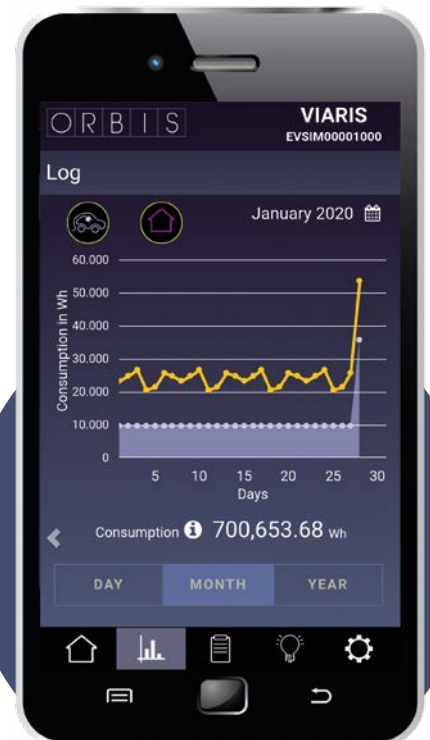 ORBIS
VIARIS
EVSIM00001000
Log
January 2020
Consumption in Wh
60.000
50.000
40.000
30.000
20.000
10.000
0
5 10 15 20 25 30
Days
Consumption i 700,653.68 Wh
DAY MONTH YEAR